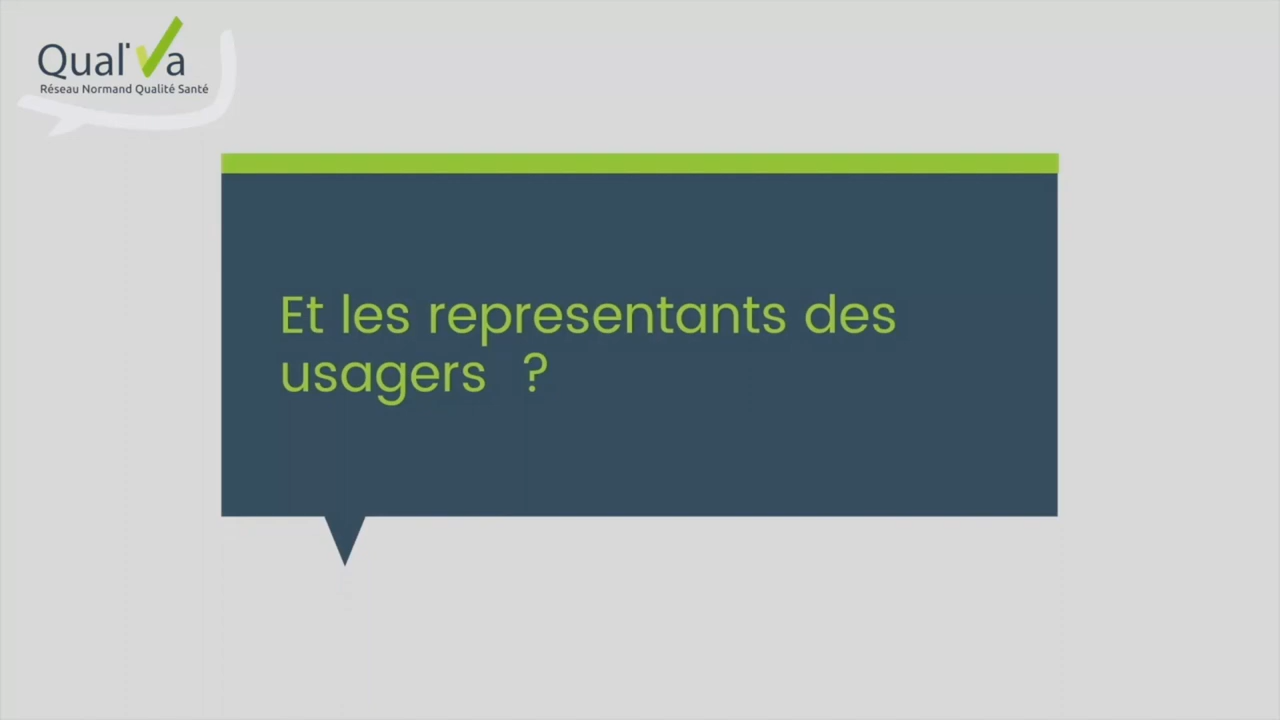 Qual'Va
Réseau Normand Qualité Santé
Et les representants des
usagers ?